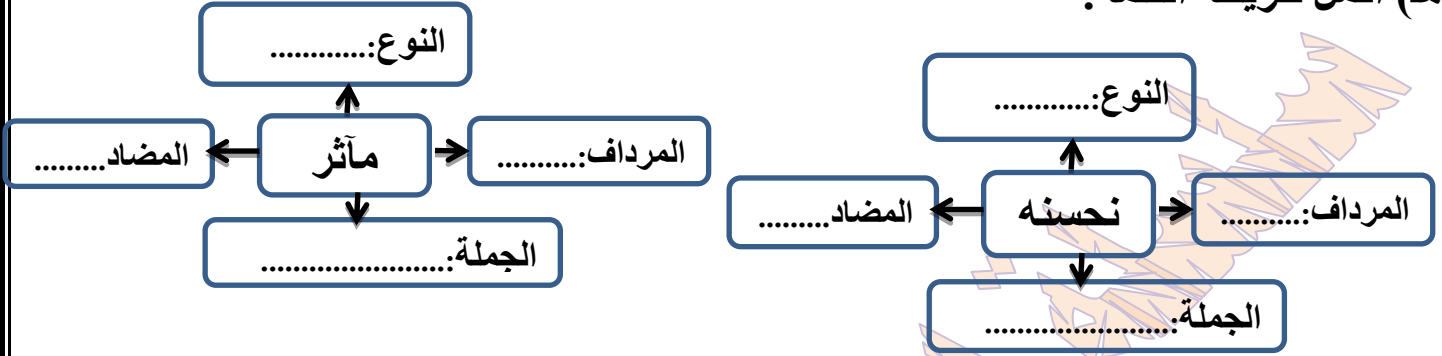 النوع:............
النوع:............
المرداف:..........
نحسنه
المضاد.........
المرداف:..........
مآثر
المضاد.........
الجملة:.......................
الجملة:.......................